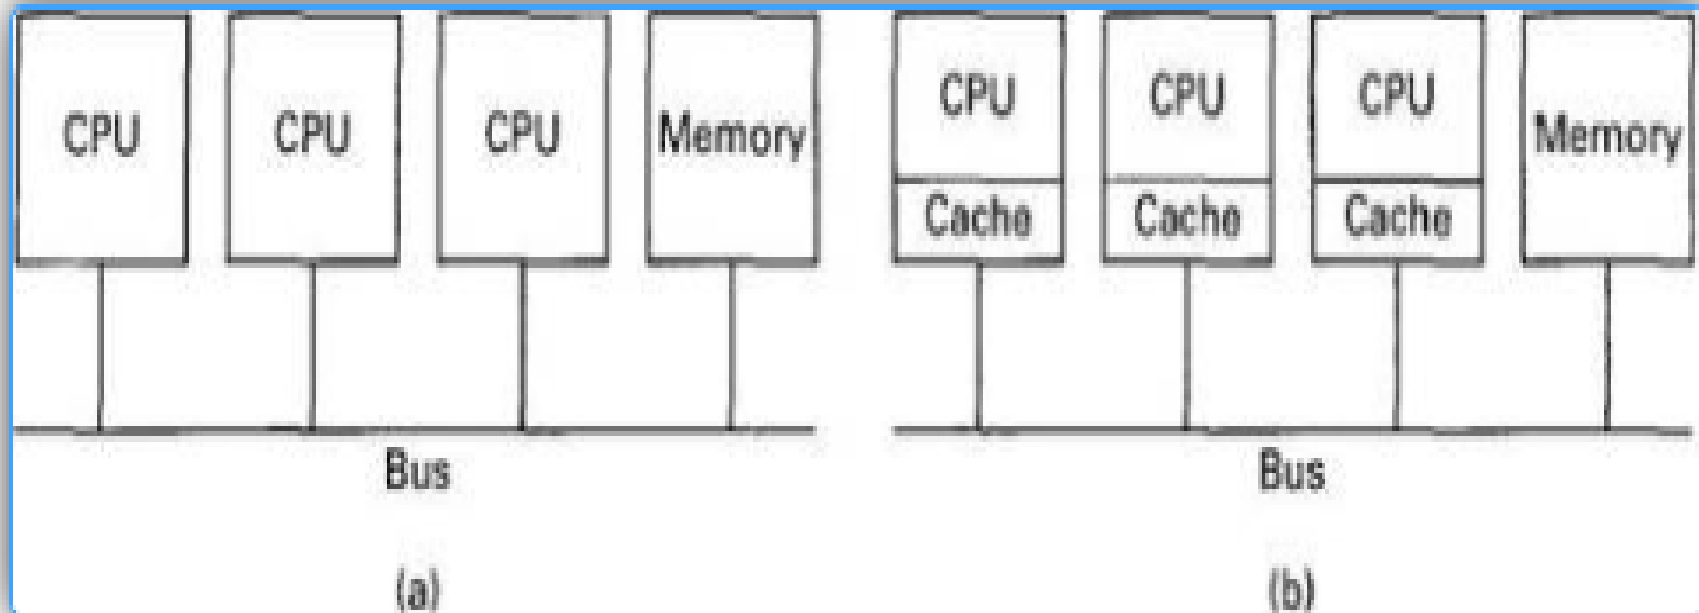 CPU CPU CPU Memory
Bus
(a)
CPU CPU CPU Memory
Cache Cache Cache
Bus
(b)